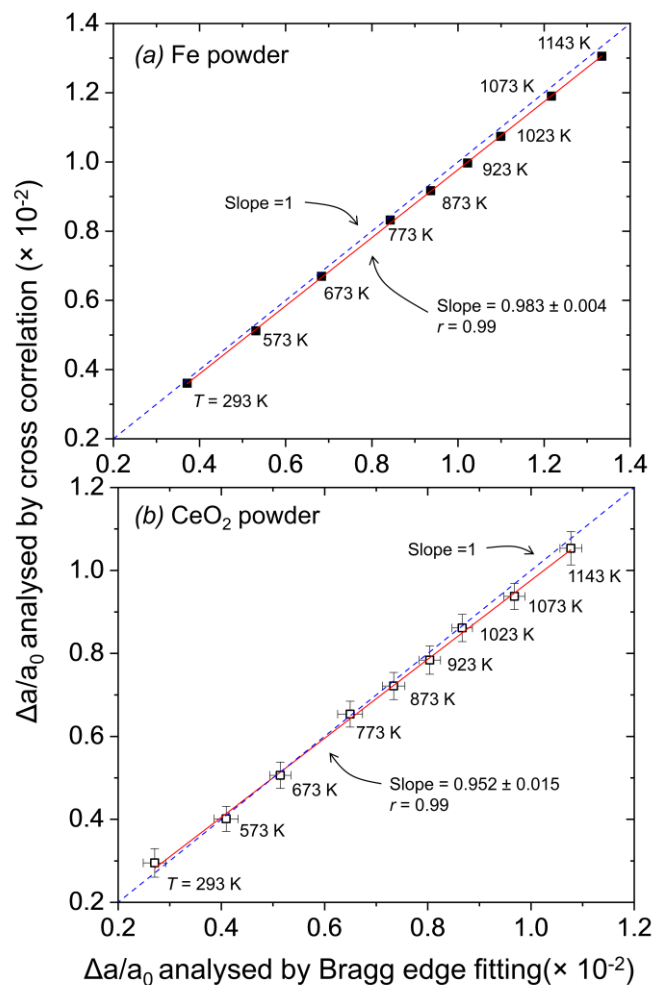 Δa/a₀ analysed by cross correlation (× 10⁻²)
(a) Fe powder
1.4
1.2
1.0
0.8
0.6
0.4
0.2
1143 K
1073 K
1023 K
923 K
873 K
Slope =1
773 K
673 K
Slope = 0.983 ± 0.004
r = 0.99
573 K
T = 293 K
0.2 0.4 0.6 0.8 1.0 1.2 1.4
(b) CeO₂ powder
1.2
1.0
0.8
0.6
0.4
0.2
Slope =1
1143 K
1073 K
1023 K
923 K
873 K
773 K
673 K
Slope = 0.952 ± 0.015
r = 0.99
573 K
T = 293 K
0.2 0.4 0.6 0.8 1.0 1.2
Δa/a₀ analysed by Bragg edge fitting(× 10⁻²)